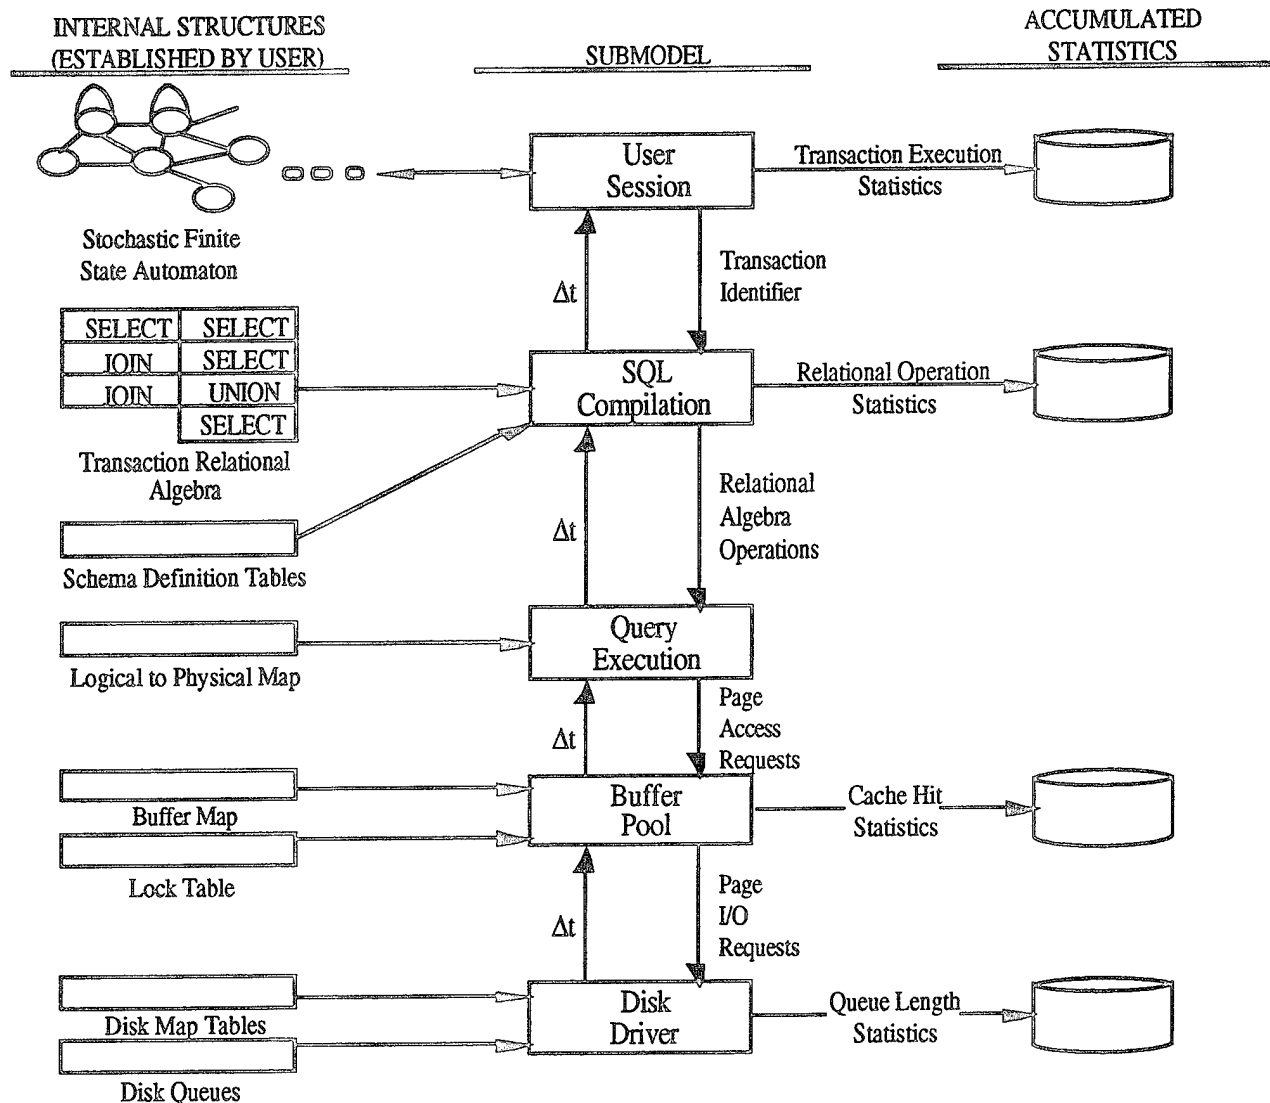 INTERNAL STRUCTURES
(ESTABLISHED BY USER)
SUBMODEL
ACCUMULATED
STATISTICS
Stochastic Finite
State Automaton
User
Session
Transaction Execution
Statistics
Δt
Transaction
Identifier
SELECT SELECT
JOIN SELECT
JOIN UNION
SELECT
Transaction Relational
Algebra
SQL
Compilation
Relational Operation
Statistics
Schema Definition Tables
Δt
Relational
Algebra
Operations
Logical to Physical Map
Query
Execution
Δt
Page
Access
Requests
Buffer Map
Lock Table
Buffer
Pool
Cache Hit
Statistics
Δt
Page
I/O
Requests
Disk Map Tables
Disk Queues
Disk
Driver
Queue Length
Statistics